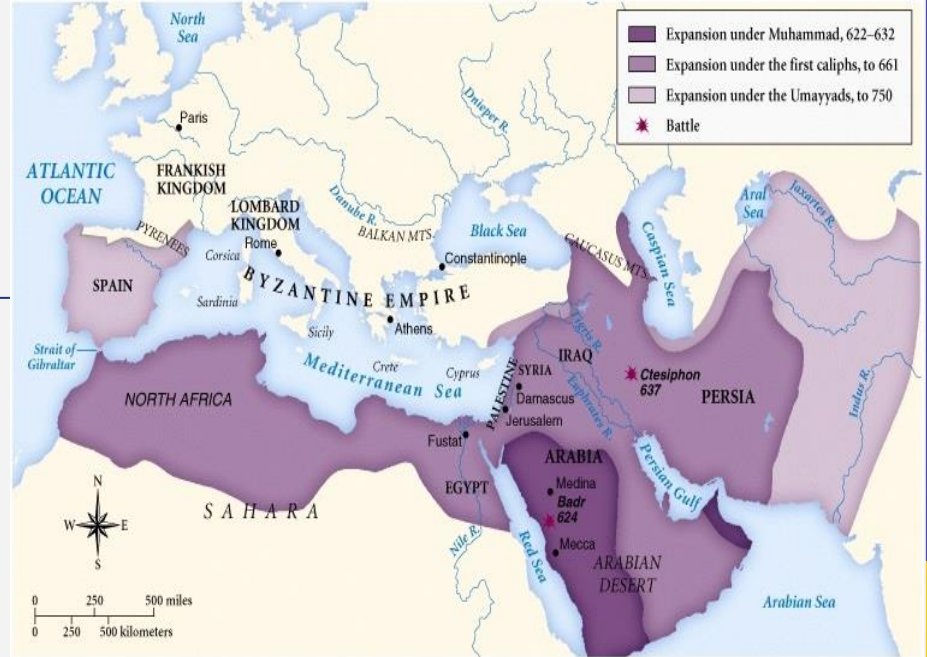 North
Sea
Expansion under Muhammad, 622–632
Expansion under the first caliphs, to 661
Expansion under the Umayyads, to 750
Battle
Paris
Dnieper R.
ATLANTIC
OCEAN
FRANKISH
KINGDOM
LOMBARD
KINGDOM
Danube R.
BALKAN MTS.
Black Sea
Aral
Sea
Jaxartes R.
PYRENEES
Corsica
Rome
Constantinople
CAUCASUS MTS.
Caspian Sea
SPAIN
BYZANTINE EMPIRE
Sardinia
Athens
Sicily
Strait of
Gibraltar
Mediterranean Sea
Crete
Cyprus
Tigris R.
IRAQ
SYRIA
PALESTINE
Damascus
Euphrates R.
Ctesiphon
637
PERSIA
Indus R.
NORTH AFRICA
Jerusalem
Fustat
ARABIA
Persian Gulf
EGYPT
Medina
Badr
624
SAHARA
Nile R.
Red Sea
Mecca
ARABIAN
DESERT
Arabian Sea
N
W
E
S
0 250 500 miles
0 250 500 kilometers